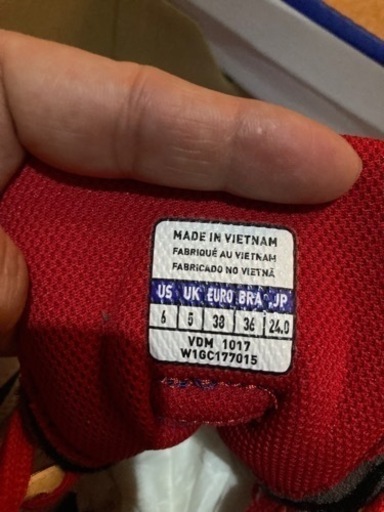 MADE IN VIETNAM
FABRIQUÉ AU VIETNAM
FABRICADO NO VIETNÃ
US UK EURO BRA JP
6 5 38 36 24.0
VDM 1017
W1GC177015